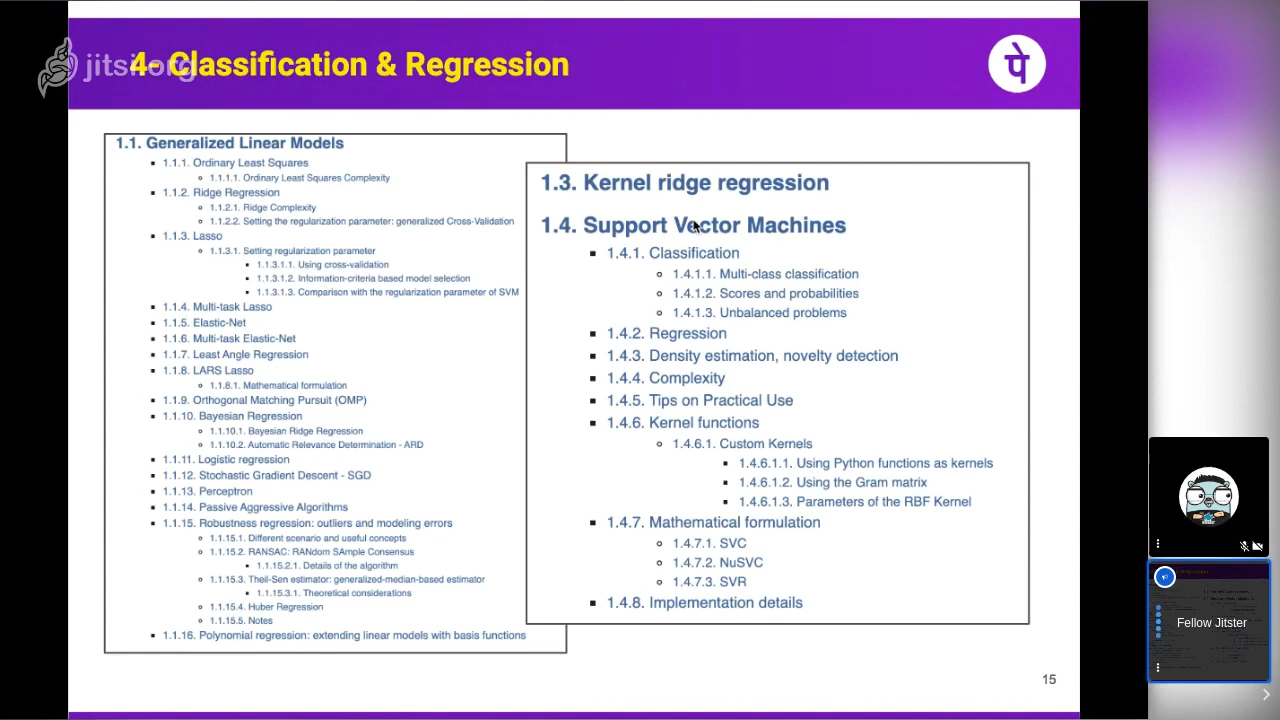 jitsi.org
4- Classification & Regression
पे
1.1. Generalized Linear Models
▪ 1.1.1. Ordinary Least Squares
◦ 1.1.1.1. Ordinary Least Squares Complexity
▪ 1.1.2. Ridge Regression
◦ 1.1.2.1. Ridge Complexity
◦ 1.1.2.2. Setting the regularization parameter: generalized Cross-Validation
▪ 1.1.3. Lasso
◦ 1.1.3.1. Setting regularization parameter
▪ 1.1.3.1.1. Using cross-validation
▪ 1.1.3.1.2. Information-criteria based model selection
▪ 1.1.3.1.3. Comparison with the regularization parameter of SVM
▪ 1.1.4. Multi-task Lasso
▪ 1.1.5. Elastic-Net
▪ 1.1.6. Multi-task Elastic-Net
▪ 1.1.7. Least Angle Regression
▪ 1.1.8. LARS Lasso
◦ 1.1.8.1. Mathematical formulation
▪ 1.1.9. Orthogonal Matching Pursuit (OMP)
▪ 1.1.10. Bayesian Regression
◦ 1.1.10.1. Bayesian Ridge Regression
◦ 1.1.10.2. Automatic Relevance Determination - ARD
▪ 1.1.11. Logistic regression
▪ 1.1.12. Stochastic Gradient Descent - SGD
▪ 1.1.13. Perceptron
▪ 1.1.14. Passive Aggressive Algorithms
▪ 1.1.15. Robustness regression: outliers and modeling errors
◦ 1.1.15.1. Different scenario and useful concepts
◦ 1.1.15.2. RANSAC: RANdom SAmple Consensus
▪ 1.1.15.2.1. Details of the algorithm
◦ 1.1.15.3. Theil-Sen estimator: generalized-median-based estimator
▪ 1.1.15.3.1. Theoretical considerations
◦ 1.1.15.4. Huber Regression
◦ 1.1.15.5. Notes
▪ 1.1.16. Polynomial regression: extending linear models with basis functions
1.3. Kernel ridge regression
1.4. Support Vector Machines
▪ 1.4.1. Classification
◦ 1.4.1.1. Multi-class classification
◦ 1.4.1.2. Scores and probabilities
◦ 1.4.1.3. Unbalanced problems
▪ 1.4.2. Regression
▪ 1.4.3. Density estimation, novelty detection
▪ 1.4.4. Complexity
▪ 1.4.5. Tips on Practical Use
▪ 1.4.6. Kernel functions
◦ 1.4.6.1. Custom Kernels
▪ 1.4.6.1.1. Using Python functions as kernels
▪ 1.4.6.1.2. Using the Gram matrix
▪ 1.4.6.1.3. Parameters of the RBF Kernel
▪ 1.4.7. Mathematical formulation
◦ 1.4.7.1. SVC
◦ 1.4.7.2. NuSVC
◦ 1.4.7.3. SVR
▪ 1.4.8. Implementation details
15
Fellow Jitster